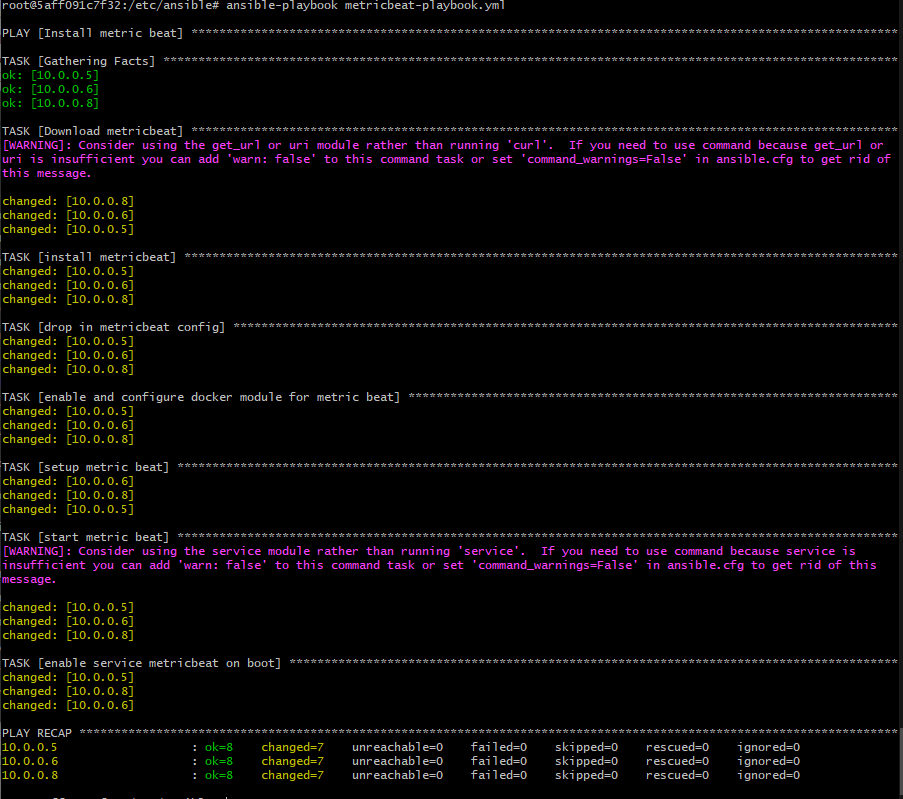 root@5aff091c7f32:/etc/ansible# ansible-playbook metricbeat-playbook.yml
PLAY [Install metric beat] *****************************************************************************************************
TASK [Gathering Facts] *********************************************************************************************************
ok: [10.0.0.5]
ok: [10.0.0.6]
ok: [10.0.0.8]
TASK [Download metricbeat] *****************************************************************************************************
[WARNING]: Consider using the get_url or uri module rather than running 'curl'.  If you need to use command because get_url or
uri is insufficient you can add 'warn: false' to this command task or set 'command_warnings=False' in ansible.cfg to get rid of
this message.
changed: [10.0.0.8]
changed: [10.0.0.6]
changed: [10.0.0.5]
TASK [install metricbeat] ******************************************************************************************************
changed: [10.0.0.5]
changed: [10.0.0.6]
changed: [10.0.0.8]
TASK [drop in metricbeat config] ***********************************************************************************************
changed: [10.0.0.5]
changed: [10.0.0.6]
changed: [10.0.0.8]
TASK [enable and configure docker module for metric beat] **********************************************************************
changed: [10.0.0.5]
changed: [10.0.0.6]
changed: [10.0.0.8]
TASK [setup metric beat] *******************************************************************************************************
changed: [10.0.0.6]
changed: [10.0.0.8]
changed: [10.0.0.5]
TASK [start metric beat] *******************************************************************************************************
[WARNING]: Consider using the service module rather than running 'service'.  If you need to use command because service is
insufficient you can add 'warn: false' to this command task or set 'command_warnings=False' in ansible.cfg to get rid of this
message.
changed: [10.0.0.5]
changed: [10.0.0.6]
changed: [10.0.0.8]
TASK [enable service metricbeat on boot] ***************************************************************************************
changed: [10.0.0.5]
changed: [10.0.0.8]
changed: [10.0.0.6]
PLAY RECAP *********************************************************************************************************************
10.0.0.5                   : ok=8    changed=7    unreachable=0    failed=0    skipped=0    rescued=0    ignored=0
10.0.0.6                   : ok=8    changed=7    unreachable=0    failed=0    skipped=0    rescued=0    ignored=0
10.0.0.8                   : ok=8    changed=7    unreachable=0    failed=0    skipped=0    rescued=0    ignored=0